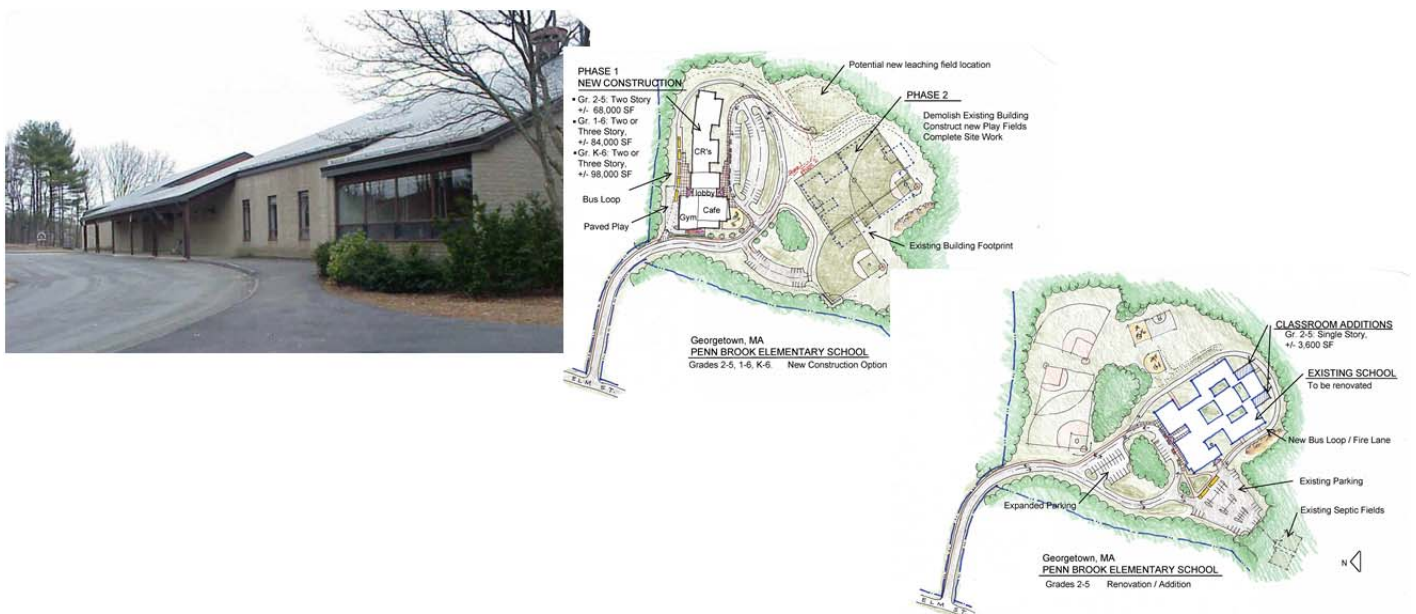 PHASE 1
NEW CONSTRUCTION
• Gr. 2-5: Two Story
+/- 68,000 SF
• Gr. 1-6: Two or
Three Story,
+/- 84,000 SF
• Gr. K-6: Two or
Three Story,
+/- 98,000 SF
Bus Loop
Paved Play
CR's
lobby
Gym
Cafe
Potential new leaching field location
PHASE 2
Demolish Existing Building
Construct new Play Fields
Complete Site Work
Existing Building Footprint
Georgetown, MA
PENN BROOK ELEMENTARY SCHOOL
Grades 2-5, 1-6, K-6. New Construction Option
ELM ST.
CLASSROOM ADDITIONS
Gr. 2-5: Single Story,
+/- 3,600 SF
EXISTING SCHOOL
To be renovated
New Bus Loop / Fire Lane
Existing Parking
Expanded Parking
Existing Septic Fields
Georgetown, MA
PENN BROOK ELEMENTARY SCHOOL
Grades 2-5 Renovation / Addition
N
ELM ST.